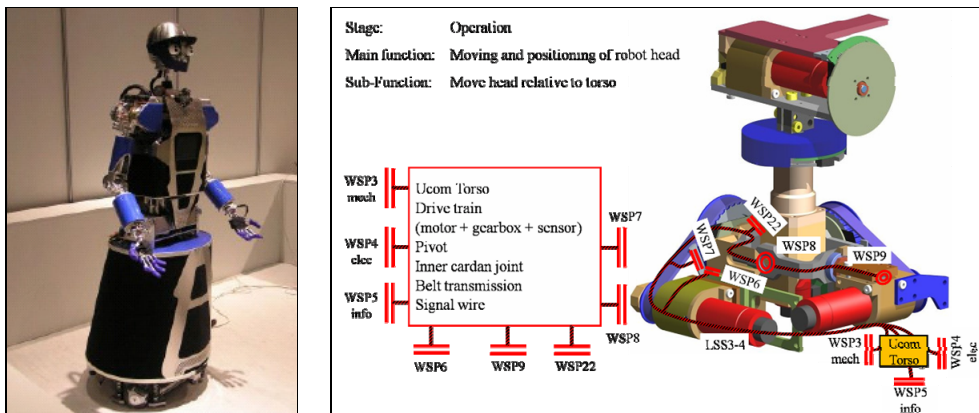 Stage: Operation
Main function: Moving and positioning of robot head
Sub-Function: Move head relative to torso
WSP3
mech
WSP4
elec
WSP5
info
Ucom Torso
Drive train
(motor + gearbox + sensor)
Pivot
Inner cardan joint
Belt transmission
Signal wire
WSP7
WSP8
WSP6
WSP9
WSP22
WSP22
WSP7
WSP8
WSP6
WSP9
LSS3-4
WSP3
mech
Ucom
Torso
WSP4
elec
WSP5
info